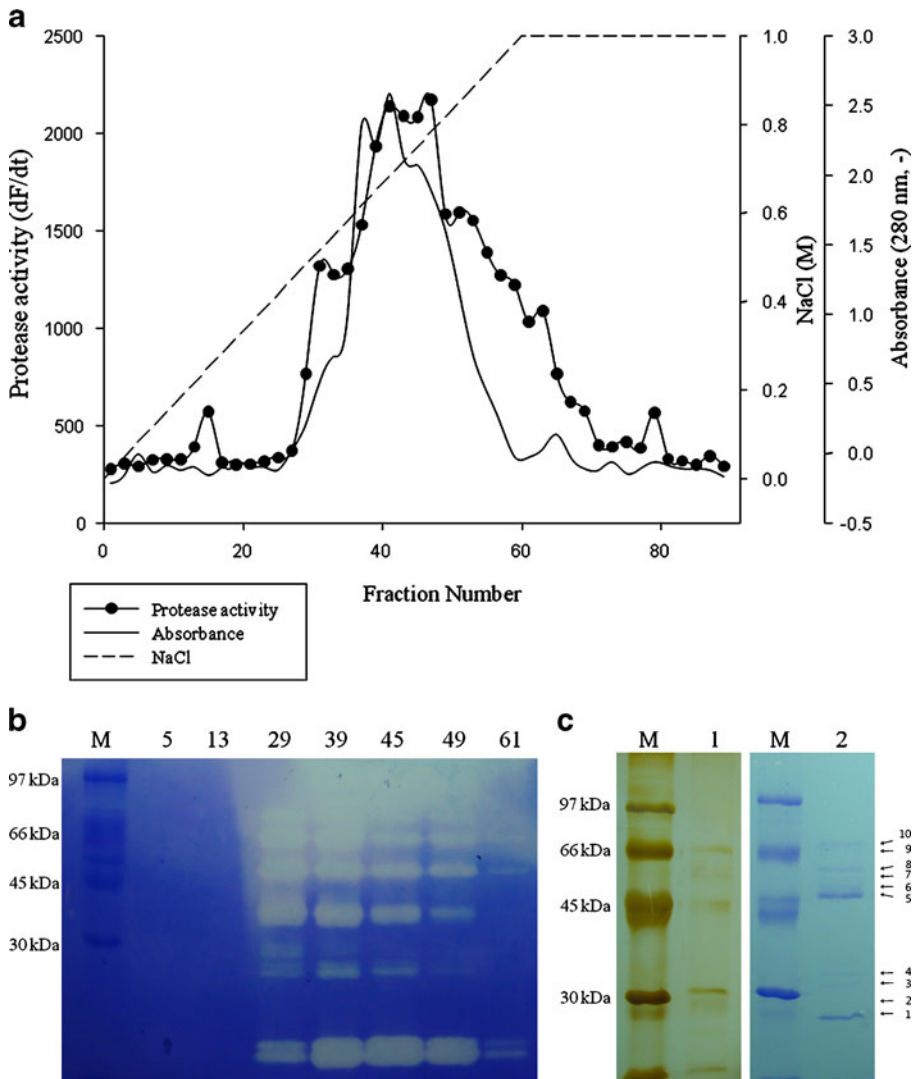 a
2500
2000
1500
1000
500
0
Protease activity (dF/dt)
0 20 40 60 80
Fraction Number
1.0
0.8
0.6
0.4
0.2
0.0
NaCl (M)
3.0
2.5
2.0
1.5
1.0
0.5
0.0
-0.5
Absorbance (280 nm, -)
Protease activity
Absorbance
NaCl
b
M 5 13 29 39 45 49 61
97 kDa
66 kDa
45 kDa
30 kDa
c
M 1 M 2
97 kDa
66 kDa
45 kDa
30 kDa
10
9
8
7
6
5
4
3
2
1